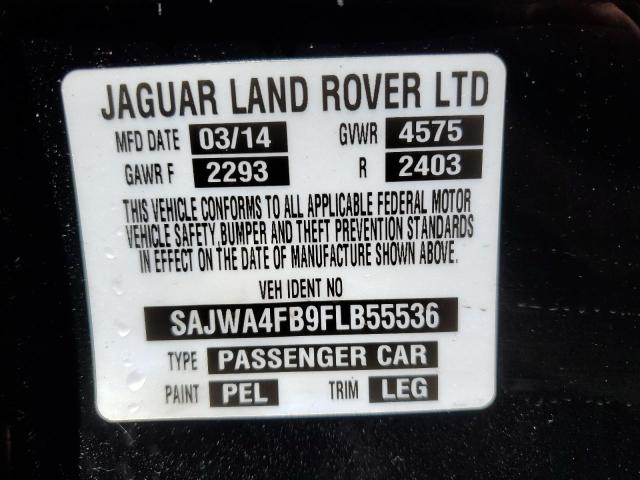 JAGUAR LAND ROVER LTD
MFD DATE 03/14 GVWR 4575
GAWR F 2293 R 2403
THIS VEHICLE CONFORMS TO ALL APPLICABLE FEDERAL MOTOR
VEHICLE SAFETY, BUMPER AND THEFT PREVENTION STANDARDS
IN EFFECT ON THE DATE OF MANUFACTURE SHOWN ABOVE.
VEH IDENT NO
SAJWA4FB9FLB55536
TYPE PASSENGER CAR
PAINT PEL TRIM LEG